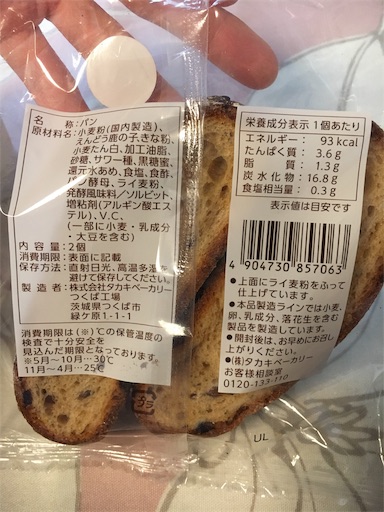 名　称：パン
原材料名：小麦粉（国内製造）、
えんどう鹿の子きな粉、
小麦たん白、加工油脂、
砂糖、サワー種、黒糖蜜、
還元水あめ、食塩、食酢、
パン酵母、ライ麦粉、
発酵風味料／ソルビット、
増粘剤（アルギン酸エス
テル）、V.C、
（一部に小麦・乳成分
・大豆を含む）
内容量：2個
消費期限：表面に記載
保存方法：直射日光、高温多湿を
避けて保存してください。
製造者：株式会社タカキベーカリー
つくば工場
茨城県つくば市
緑ケ原1-1-1
消費期限は（※）での保管温度の
検査で十分安全を
見込んだ期限となっております。
※5月～10月…30℃
11月～4月…25℃
栄養成分表示 1個あたり
エネルギー： 93kcal
たんぱく質： 3.6g
脂質： 1.3g
炭水化物：16.8g
食塩相当量： 0.3g
表示値は目安です
4 904730 857063
●上面にライ麦粉をふって
仕上げています。
●本品製造ラインでは小麦、
卵、乳成分、落花生を含む
製品を製造しています。
●開封後は、お早めにお召し
上がりください。
●（株）タカキベーカリー
お客様相談室
0120-133-110
UL